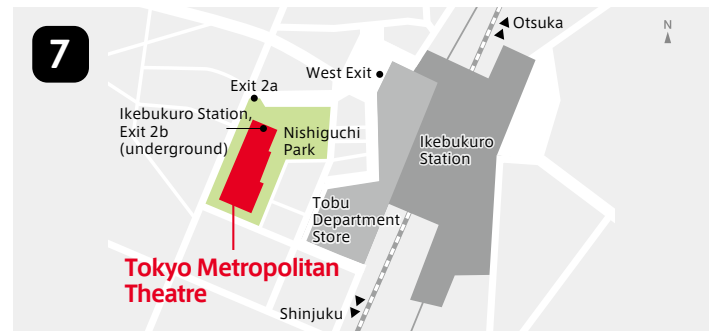 7
Otsuka
N
West Exit
Exit 2a
Ikebukuro Station,
Exit 2b
(underground)
Nishiguchi
Park
Ikebukuro
Station
Tobu
Department
Store
Tokyo Metropolitan
Theatre
Shinjuku